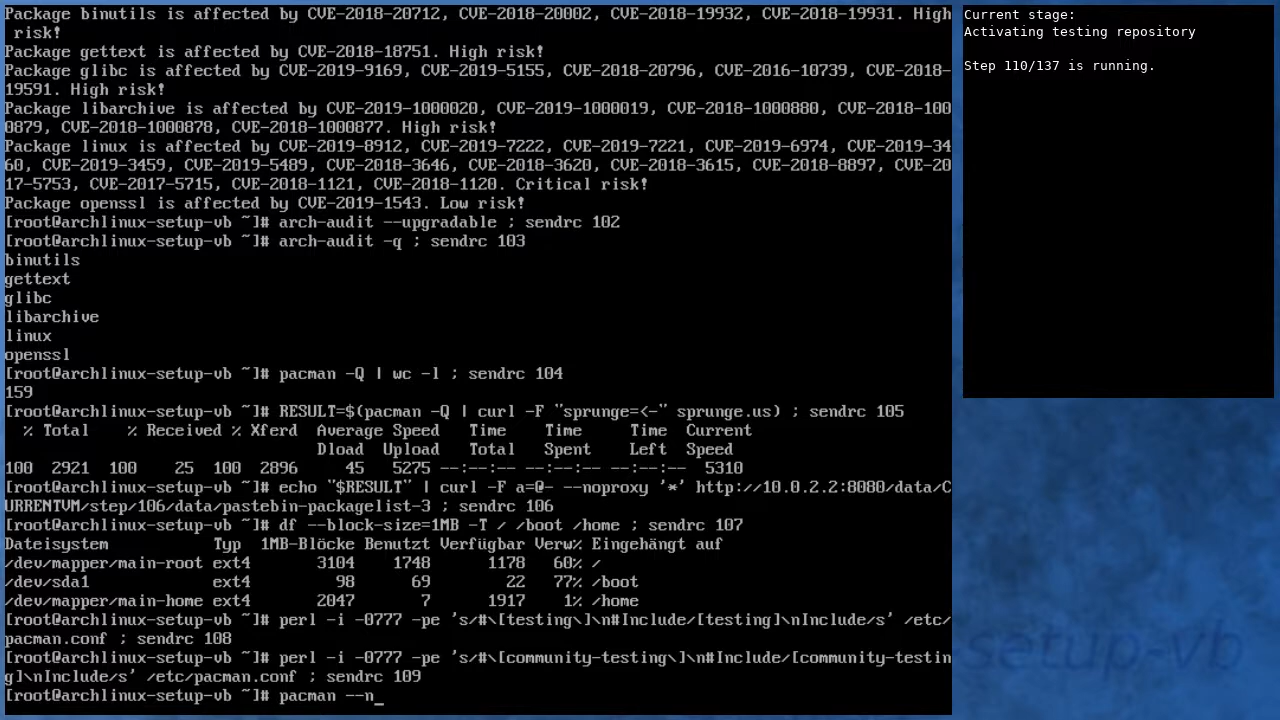 Package binutils is affected by CVE-2018-20712, CVE-2018-20002, CVE-2018-19932, CVE-2018-19931. High
 risk!
Package gettext is affected by CVE-2018-18751. High risk!
Package glibc is affected by CVE-2019-9169, CVE-2019-5155, CVE-2018-20796, CVE-2016-10739, CVE-2018-
19591. High risk!
Package libarchive is affected by CVE-2019-1000020, CVE-2019-1000019, CVE-2018-1000880, CVE-2018-100
0879, CVE-2018-1000878, CVE-2018-1000877. High risk!
Package linux is affected by CVE-2019-8912, CVE-2019-7222, CVE-2019-7221, CVE-2019-6974, CVE-2019-34
60, CVE-2019-3459, CVE-2019-5489, CVE-2018-3646, CVE-2018-3620, CVE-2018-3615, CVE-2018-8897, CVE-20
17-5753, CVE-2017-5715, CVE-2018-1121, CVE-2018-1120. Critical risk!
Package openssl is affected by CVE-2019-1543. Low risk!
[root@archlinux-setup-vb ~]# arch-audit --upgradable ; sendrc 102
[root@archlinux-setup-vb ~]# arch-audit -q ; sendrc 103
binutils
gettext
glibc
libarchive
linux
openssl
[root@archlinux-setup-vb ~]# pacman -Q | wc -l ; sendrc 104
159
[root@archlinux-setup-vb ~]# RESULT=$(pacman -Q | curl -F "sprunge=<-" sprunge.us) ; sendrc 105
  % Total    % Received % Xferd  Average Speed   Time    Time     Time  Current
                                 Dload  Upload   Total   Spent    Left  Speed
100  2921  100    25  100  2896     45   5275 --:--:-- --:--:-- --:--:--  5310
[root@archlinux-setup-vb ~]# echo "$RESULT" | curl -F a=@- --noproxy '*' http://10.0.2.2:8080/data/C
URRENTVM/step/106/data/pastebin-packagelist-3 ; sendrc 106
[root@archlinux-setup-vb ~]# df --block-size=1MB -T / /boot /home ; sendrc 107
Dateisystem           Typ  1MB-Blöcke Benutzt Verfügbar Verw% Eingehängt auf
/dev/mapper/main-root ext4       3104    1748      1178   60% /
/dev/sda1             ext4         98      69        22   77% /boot
/dev/mapper/main-home ext4       2047       7      1917    1% /home
[root@archlinux-setup-vb ~]# perl -i -0777 -pe 's/#\[testing\]\n#Include/[testing]\nInclude/s' /etc/
pacman.conf ; sendrc 108
[root@archlinux-setup-vb ~]# perl -i -0777 -pe 's/#\[community-testing\]\n#Include/[community-testin
g]\nInclude/s' /etc/pacman.conf ; sendrc 109
[root@archlinux-setup-vb ~]# pacman --n_
Current stage:
Activating testing repository
Step 110/137 is running.
setup-vb